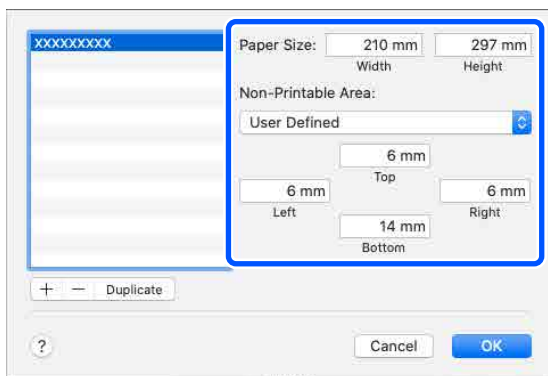 XXXXXXXXX
Paper Size: 210 mm 297 mm
Width Height
Non-Printable Area:
User Defined
6 mm
Top
6 mm 6 mm
Left Right
14 mm
Bottom
+ − Duplicate
? Cancel OK